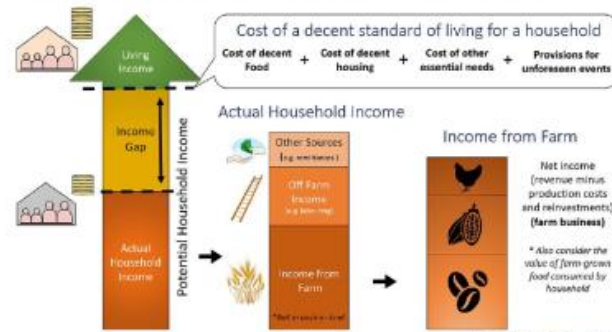 Cost of a decent standard of living for a household
Cost of decent
Food
+
Cost of decent
housing
+
Cost of other
essential needs
+
Provisions for
unforeseen events
Living
Income
Income
Gap
Actual
Household
Income
Potential Household Income
Actual Household Income
Other Sources
Off Farm
Income
Income from
Farm
Income from Farm
Net income
(revenue minus
production costs
and reinvestments)
(farm business)
* Also consider the
value of farm-grown
food consumed by
household